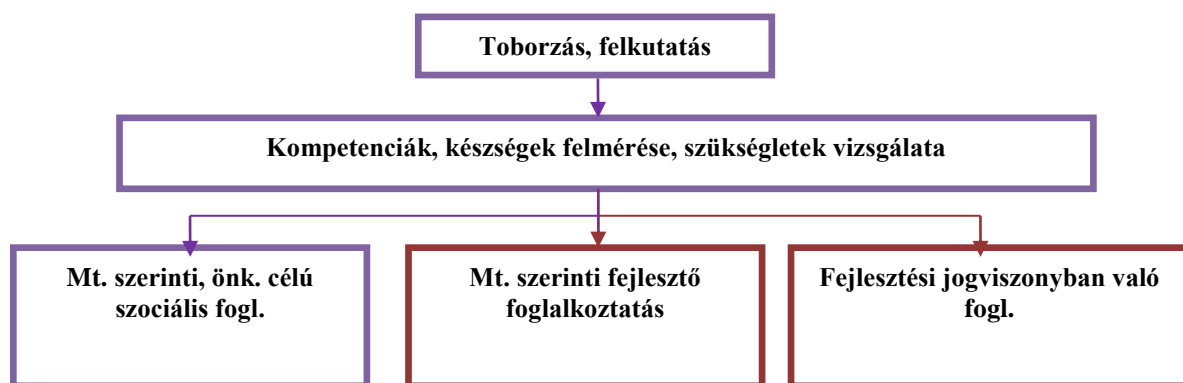 Toborzás, felkutatás
Kompetenciák, készségek felmérése, szükségletek vizsgálata
Mt. szerinti, önk. célú
szociális fogl.
Mt. szerinti fejlesztő
foglalkoztatás
Fejlesztési jogviszonyban való
fogl.